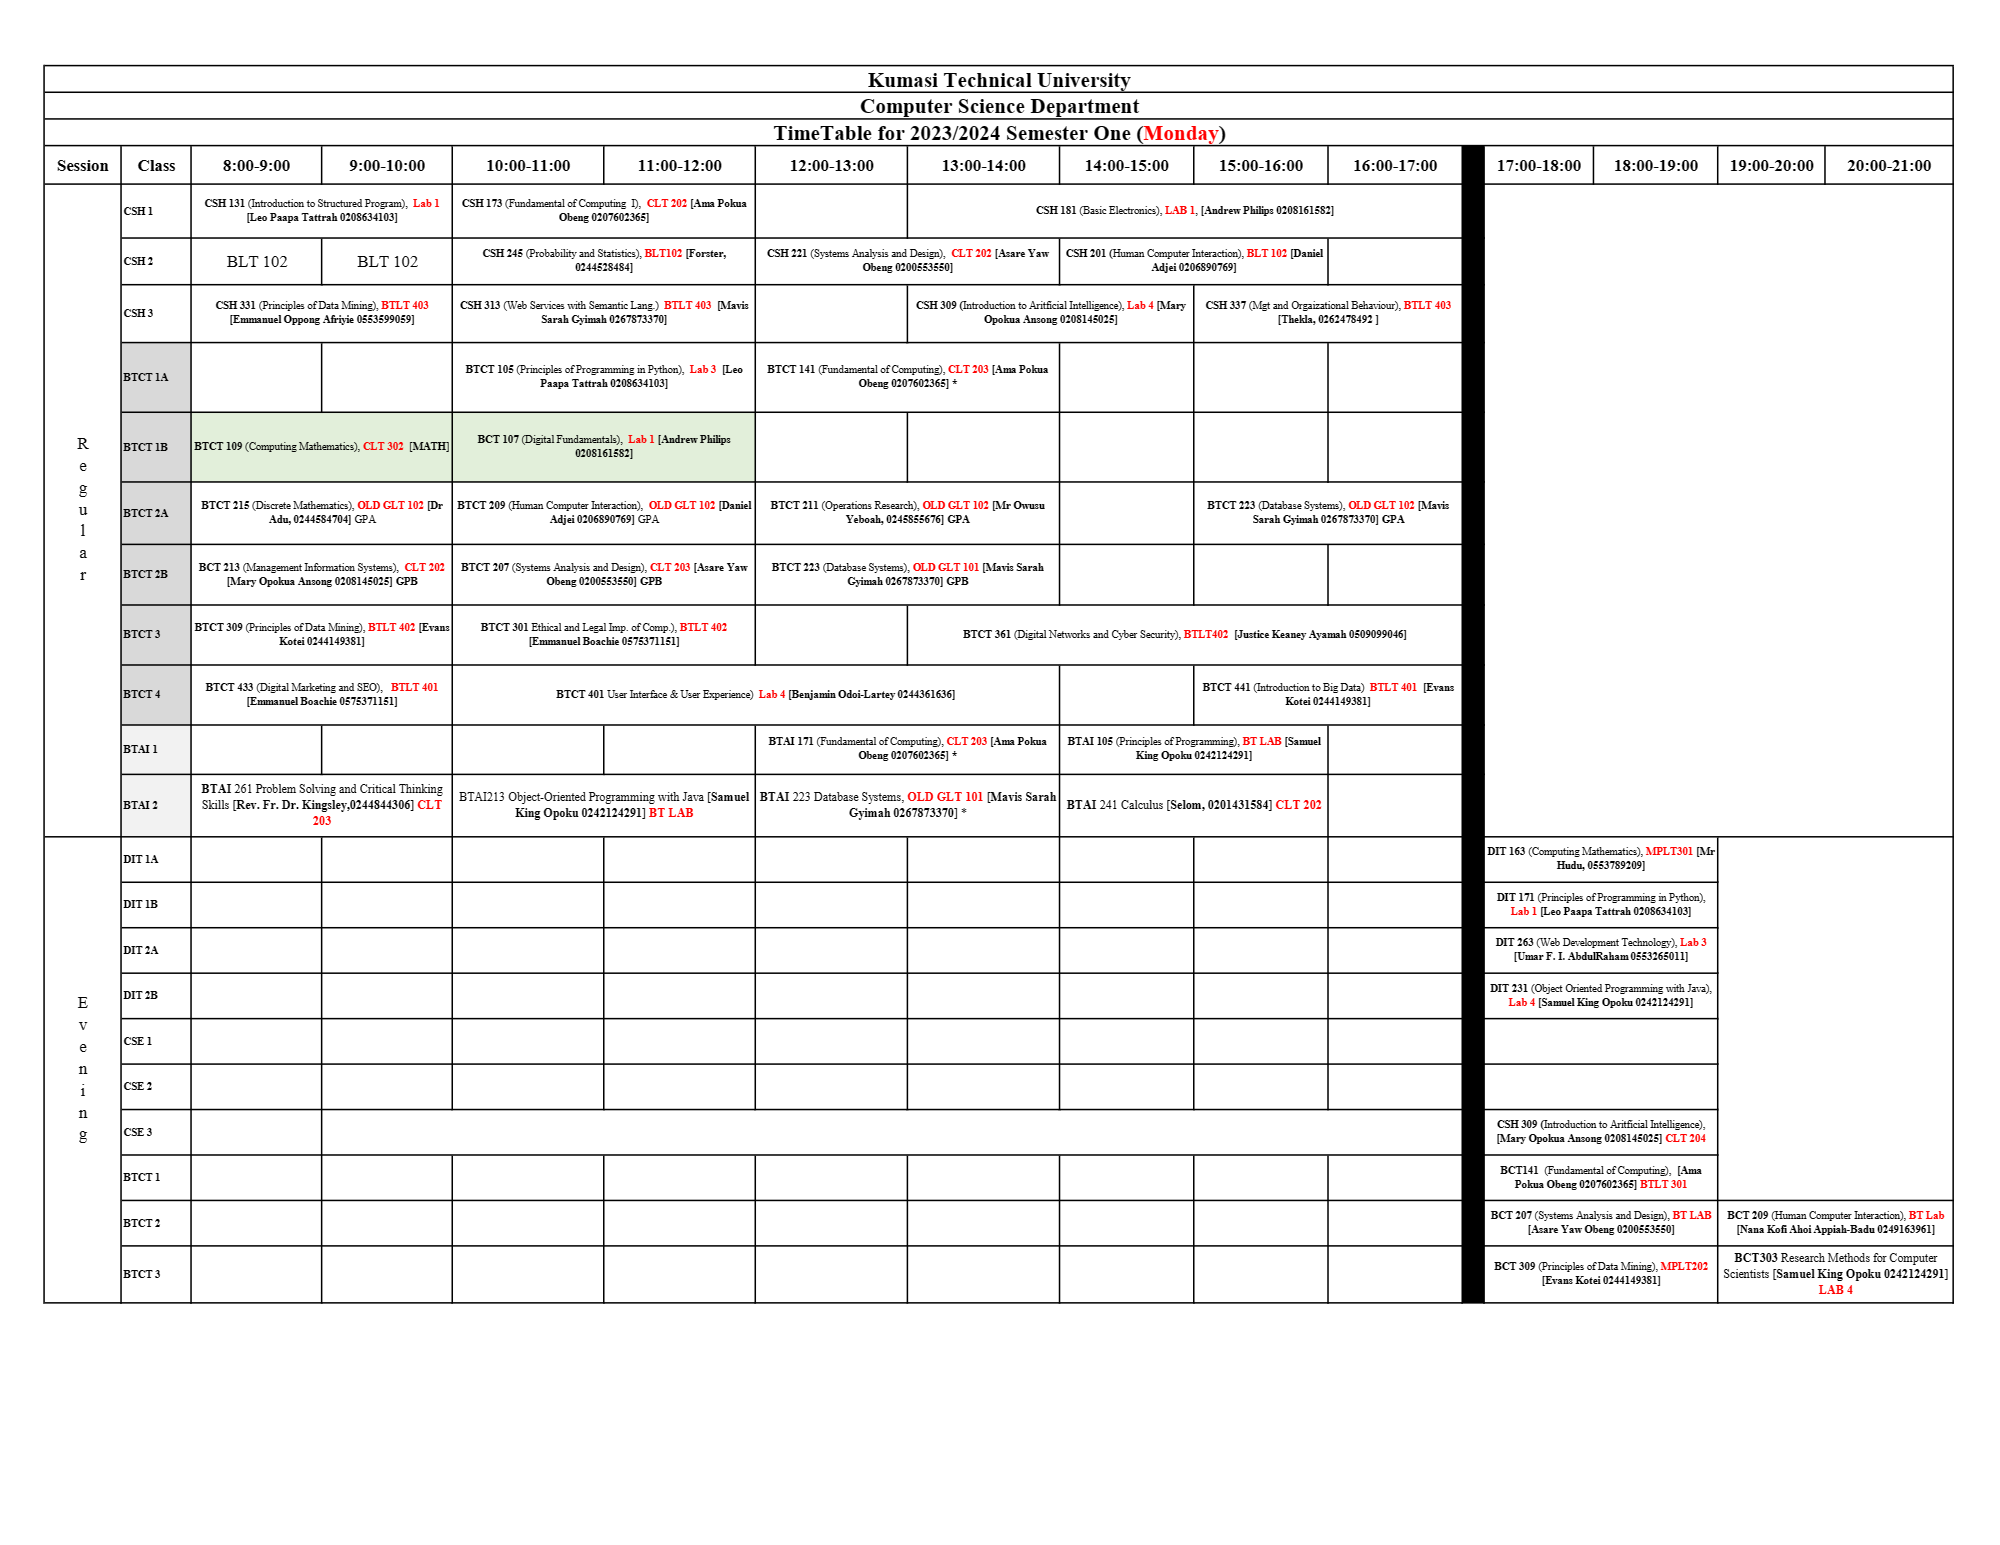 Kumasi Technical University
Computer Science Department
TimeTable for 2023/2024 Semester One (Monday)
Session Class 8:00-9:00 9:00-10:00 10:00-11:00 11:00-12:00 12:00-13:00 13:00-14:00 14:00-15:00 15:00-16:00 16:00-17:00 17:00-18:00 18:00-19:00 19:00-20:00 20:00-21:00
Regular
CSH 1
CSH 131 (Introduction to Structured Program), Lab 1
[Leo Paapa Tattrah 0208634103]
CSH 173 (Fundamental of Computing I), CLT 202 [Ama Pokua
Obeng 0207602365]
CSH 181 (Basic Electronics), LAB 1, [Andrew Philips 0208161582]
CSH 2
BLT 102
BLT 102
CSH 245 (Probability and Statistics), BLT102 [Forster,
0244528484]
CSH 221 (Systems Analysis and Design), CLT 202 [Asare Yaw
Obeng 0200553550]
CSH 201 (Human Computer Interaction), BLT 102 [Daniel
Adjei 0206890769]
CSH 3
CSH 331 (Principles of Data Mining), BTLT 403
[Emmanuel Oppong Afriyie 0553599059]
CSH 313 (Web Services with Semantic Lang.) BTLT 403 [Mavis
Sarah Gyimah 0267873370]
CSH 309 (Introduction to Aritficial Intelligence), Lab 4 [Mary
Opokua Ansong 0208145025]
CSH 337 (Mgt and Orgaizational Behaviour), BTLT 403
[Thekla, 0262478492 ]
BTCT 1A
BTCT 105 (Principles of Programming in Python), Lab 3 [Leo
Paapa Tattrah 0208634103]
BTCT 141 (Fundamental of Computing), CLT 203 [Ama Pokua
Obeng 0207602365] *
BTCT 1B
BTCT 109 (Computing Mathematics), CLT 302 [MATH]
BCT 107 (Digital Fundamentals), Lab 1 [Andrew Philips
0208161582]
BTCT 2A
BTCT 215 (Discrete Mathematics), OLD GLT 102 [Dr
Adu, 0244584704] GPA
BTCT 209 (Human Computer Interaction), OLD GLT 102 [Daniel
Adjei 0206890769] GPA
BTCT 211 (Operations Research), OLD GLT 102 [Mr Owusu
Yeboah, 0245855676] GPA
BTCT 223 (Database Systems), OLD GLT 102 [Mavis
Sarah Gyimah 0267873370] GPA
BTCT 2B
BCT 213 (Management Information Systems), CLT 202
[Mary Opokua Ansong 0208145025] GPB
BTCT 207 (Systems Analysis and Design), CLT 203 [Asare Yaw
Obeng 0200553550] GPB
BTCT 223 (Database Systems), OLD GLT 101 [Mavis Sarah
Gyimah 0267873370] GPB
BTCT 3
BTCT 309 (Principles of Data Mining), BTLT 402 [Evans
Kotei 0244149381]
BTCT 301 Ethical and Legal Imp. of Comp.), BTLT 402
[Emmanuel Boachie 0575371151]
BTCT 361 (Digital Networks and Cyber Security), BTLT402 [Justice Keaney Ayamah 0509099046]
BTCT 4
BTCT 433 (Digital Marketing and SEO), BTLT 401
[Emmanuel Boachie 0575371151]
BTCT 401 User Interface & User Experience) Lab 4 [Benjamin Odoi-Lartey 0244361636]
BTCT 441 (Introduction to Big Data) BTLT 401 [Evans
Kotei 0244149381]
BTAI 1
BTAI 171 (Fundamental of Computing), CLT 203 [Ama Pokua
Obeng 0207602365] *
BTAI 105 (Principles of Programming), BT LAB [Samuel
King Opoku 0242124291]
BTAI 2
BTAI 261 Problem Solving and Critical Thinking
Skills [Rev. Fr. Dr. Kingsley,0244844306] CLT
203
BTAI213 Object-Oriented Programming with Java [Samuel
King Opoku 0242124291] BT LAB
BTAI 223 Database Systems, OLD GLT 101 [Mavis Sarah
Gyimah 0267873370] *
BTAI 241 Calculus [Selom, 0201431584] CLT 202
Evening
DIT 1A
DIT 163 (Computing Mathematics), MPLT301 [Mr
Hudu, 0553789209]
DIT 1B
DIT 171 (Principles of Programming in Python),
Lab 1 [Leo Paapa Tattrah 0208634103]
DIT 2A
DIT 263 (Web Development Technology), Lab 3
[Umar F. I. AbdulRaham 0553265011]
DIT 2B
DIT 231 (Object Oriented Programming with Java),
Lab 4 [Samuel King Opoku 0242124291]
CSE 1
CSE 2
CSE 3
CSH 309 (Introduction to Aritficial Intelligence),
[Mary Opokua Ansong 0208145025] CLT 204
BTCT 1
BCT141 (Fundamental of Computing), [Ama
Pokua Obeng 0207602365] BTLT 301
BTCT 2
BCT 207 (Systems Analysis and Design), BT LAB
[Asare Yaw Obeng 0200553550]
BCT 209 (Human Computer Interaction), BT Lab
[Nana Kofi Ahoi Appiah-Badu 0249163961]
BTCT 3
BCT 309 (Principles of Data Mining), MPLT202
[Evans Kotei 0244149381]
BCT303 Research Methods for Computer
Scientists [Samuel King Opoku 0242124291]
LAB 4